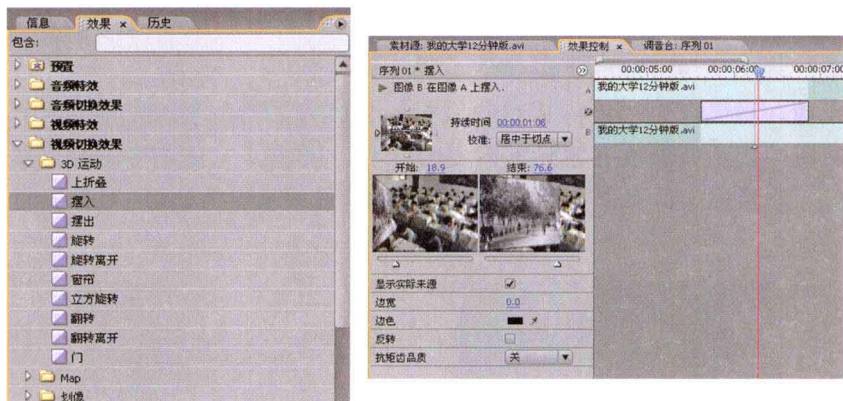 信息 效果 × 历史
包含:
预置
音频特效
音频切换效果
视频特效
视频切换效果
3D 运动
上折叠
摆入
摆出
旋转
旋转离开
窗帘
立方旋转
翻转
翻转离开
门
Map
划像
素材源: 我的大学12分钟版.avi 效果控制 × 调音台: 序列 01
序列 01 * 摆入
00:00:05:00 00:00:06:00 00:00:07:00
图像 B 在图像 A 上摆入.
A 我的大学12分钟版.avi
持续时间 00:00:01:06
校准: 居中于切点
B 我的大学12分钟版.avi
开始: 18.9 结束: 76.6
显示实际来源
边宽 0.0
边色
反转
抗锯齿品质 关